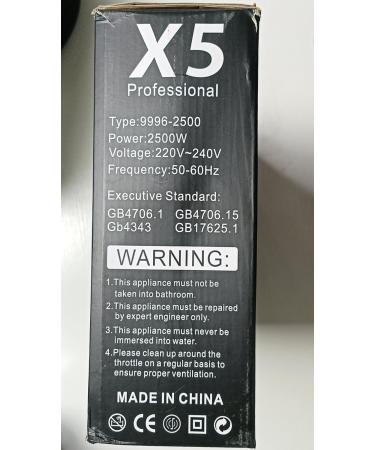 X5
Professional
Type:9996-2500
Power:2500W
Voltage:220V~240V
Frequency:50-60Hz
Executive Standard:
GB4706.1 GB4706.15
Gb4343 GB17625.1
WARNING:
1.This appliance must not be
taken into bathroom.
2.This appliance must be repaired
by expert engineer only.
3.This appliance must never be
immersed into water.
4.Please clean up around the
throttle on a regular basis to
ensure proper ventilation.
MADE IN CHINA
CE